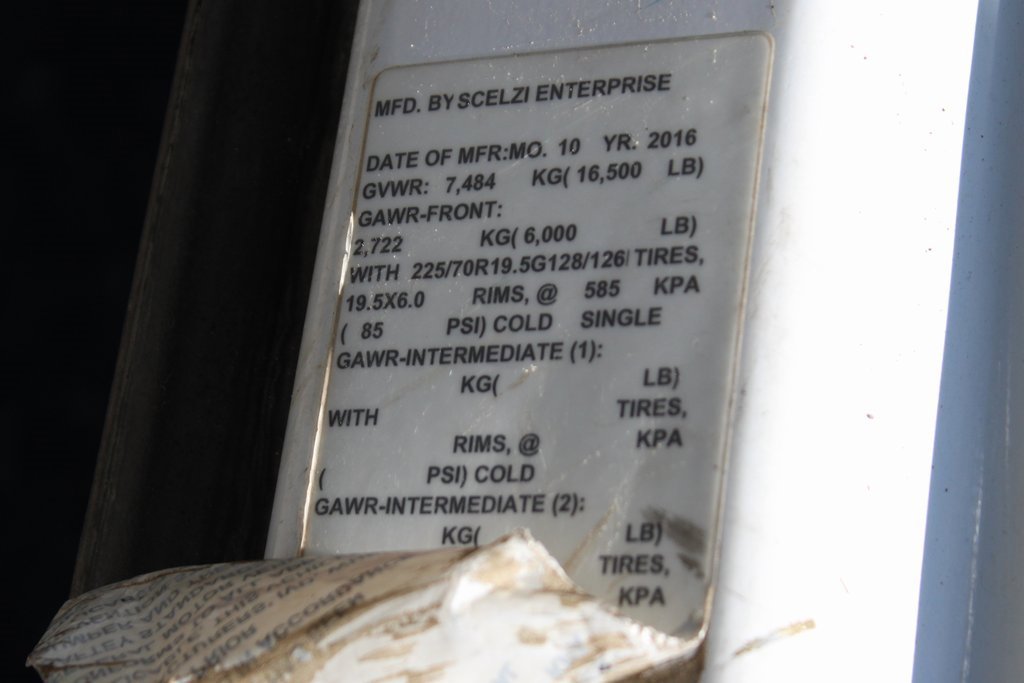 MFD. BY SCELZI ENTERPRISE
DATE OF MFR:MO. 10 YR. 2016
GVWR: 7,484 KG( 16,500 LB)
GAWR-FRONT:
2,722 KG( 6,000 LB)
WITH 225/70R19.5G128/126 TIRES,
19.5X6.0 RIMS, @ 585 KPA
( 85 PSI) COLD SINGLE
GAWR-INTERMEDIATE (1):
KG( LB)
WITH TIRES,
RIMS, @ KPA
( PSI) COLD
GAWR-INTERMEDIATE (2):
KG( LB)
TIRES,
KPA